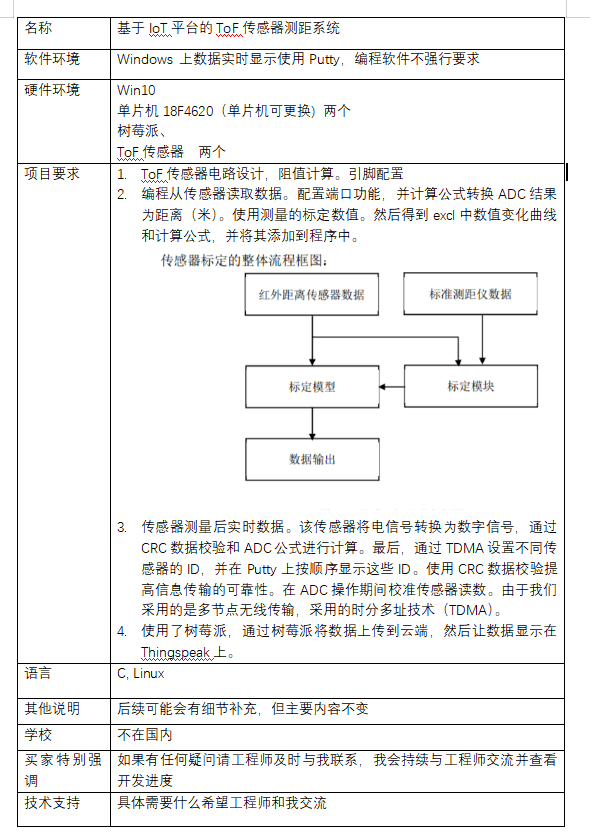 名称 基于 IoT 平台的 ToF 传感器测距系统
软件环境 Windows 上数据实时显示使用 Putty，编程软件不强行要求
硬件环境 Win10
单片机 18F4620（单片机可更换）两个
树莓派、
ToF 传感器 两个
项目要求 1. ToF 传感器电路设计，阻值计算。引脚配置
2. 编程从传感器读取数据。配置端口功能，并计算公式转换 ADC 结果
为距离（米）。使用测量的标定数值。然后得到 excl 中数值变化曲线
和计算公式，并将其添加到程序中。
传感器标定的整体流程框图：
红外距离传感器数据 标准测距仪数据
标定模型 标定模块
数据输出
3. 传感器测量后实时数据。该传感器将电信号转换为数字信号，通过
CRC 数据校验和 ADC 公式进行计算。最后，通过 TDMA 设置不同传
感器的 ID，并在 Putty 上按顺序显示这些 ID。使用 CRC 数据校验提
高信息传输的可靠性。在 ADC 操作期间校准传感器读数。由于我们
采用的是多节点无线传输，采用的时分多址技术（TDMA）。
4. 使用了树莓派，通过树莓派将数据上传到云端，然后让数据显示在
Thingspeak 上。
语言 C, Linux
其他说明 后续可能会有细节补充，但主要内容不变
学校 不在国内
买家特别强 如果有任何疑问请工程师及时与我联系，我会持续与工程师交流并查看
调 开发进度
技术支持 具体需要什么希望工程师和我交流